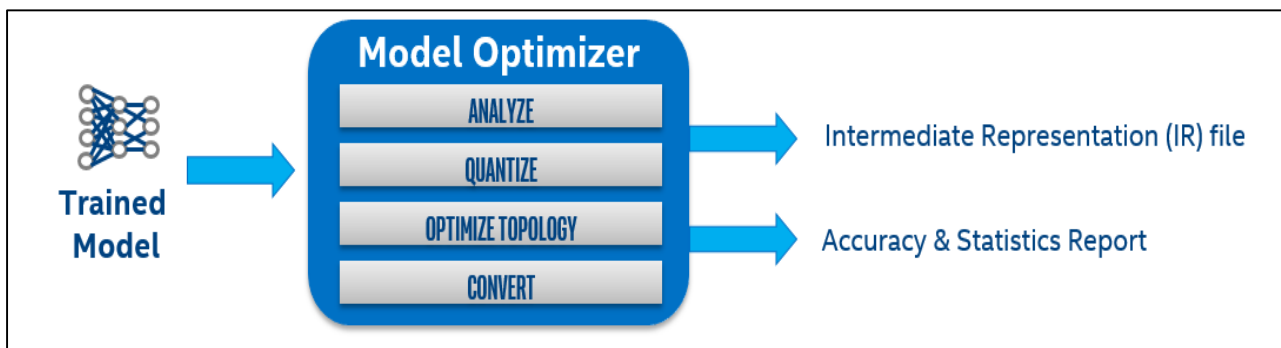 Model Optimizer
ANALYZE
QUANTIZE
OPTIMIZE TOPOLOGY
CONVERT
Trained
Model
Intermediate Representation (IR) file
Accuracy & Statistics Report